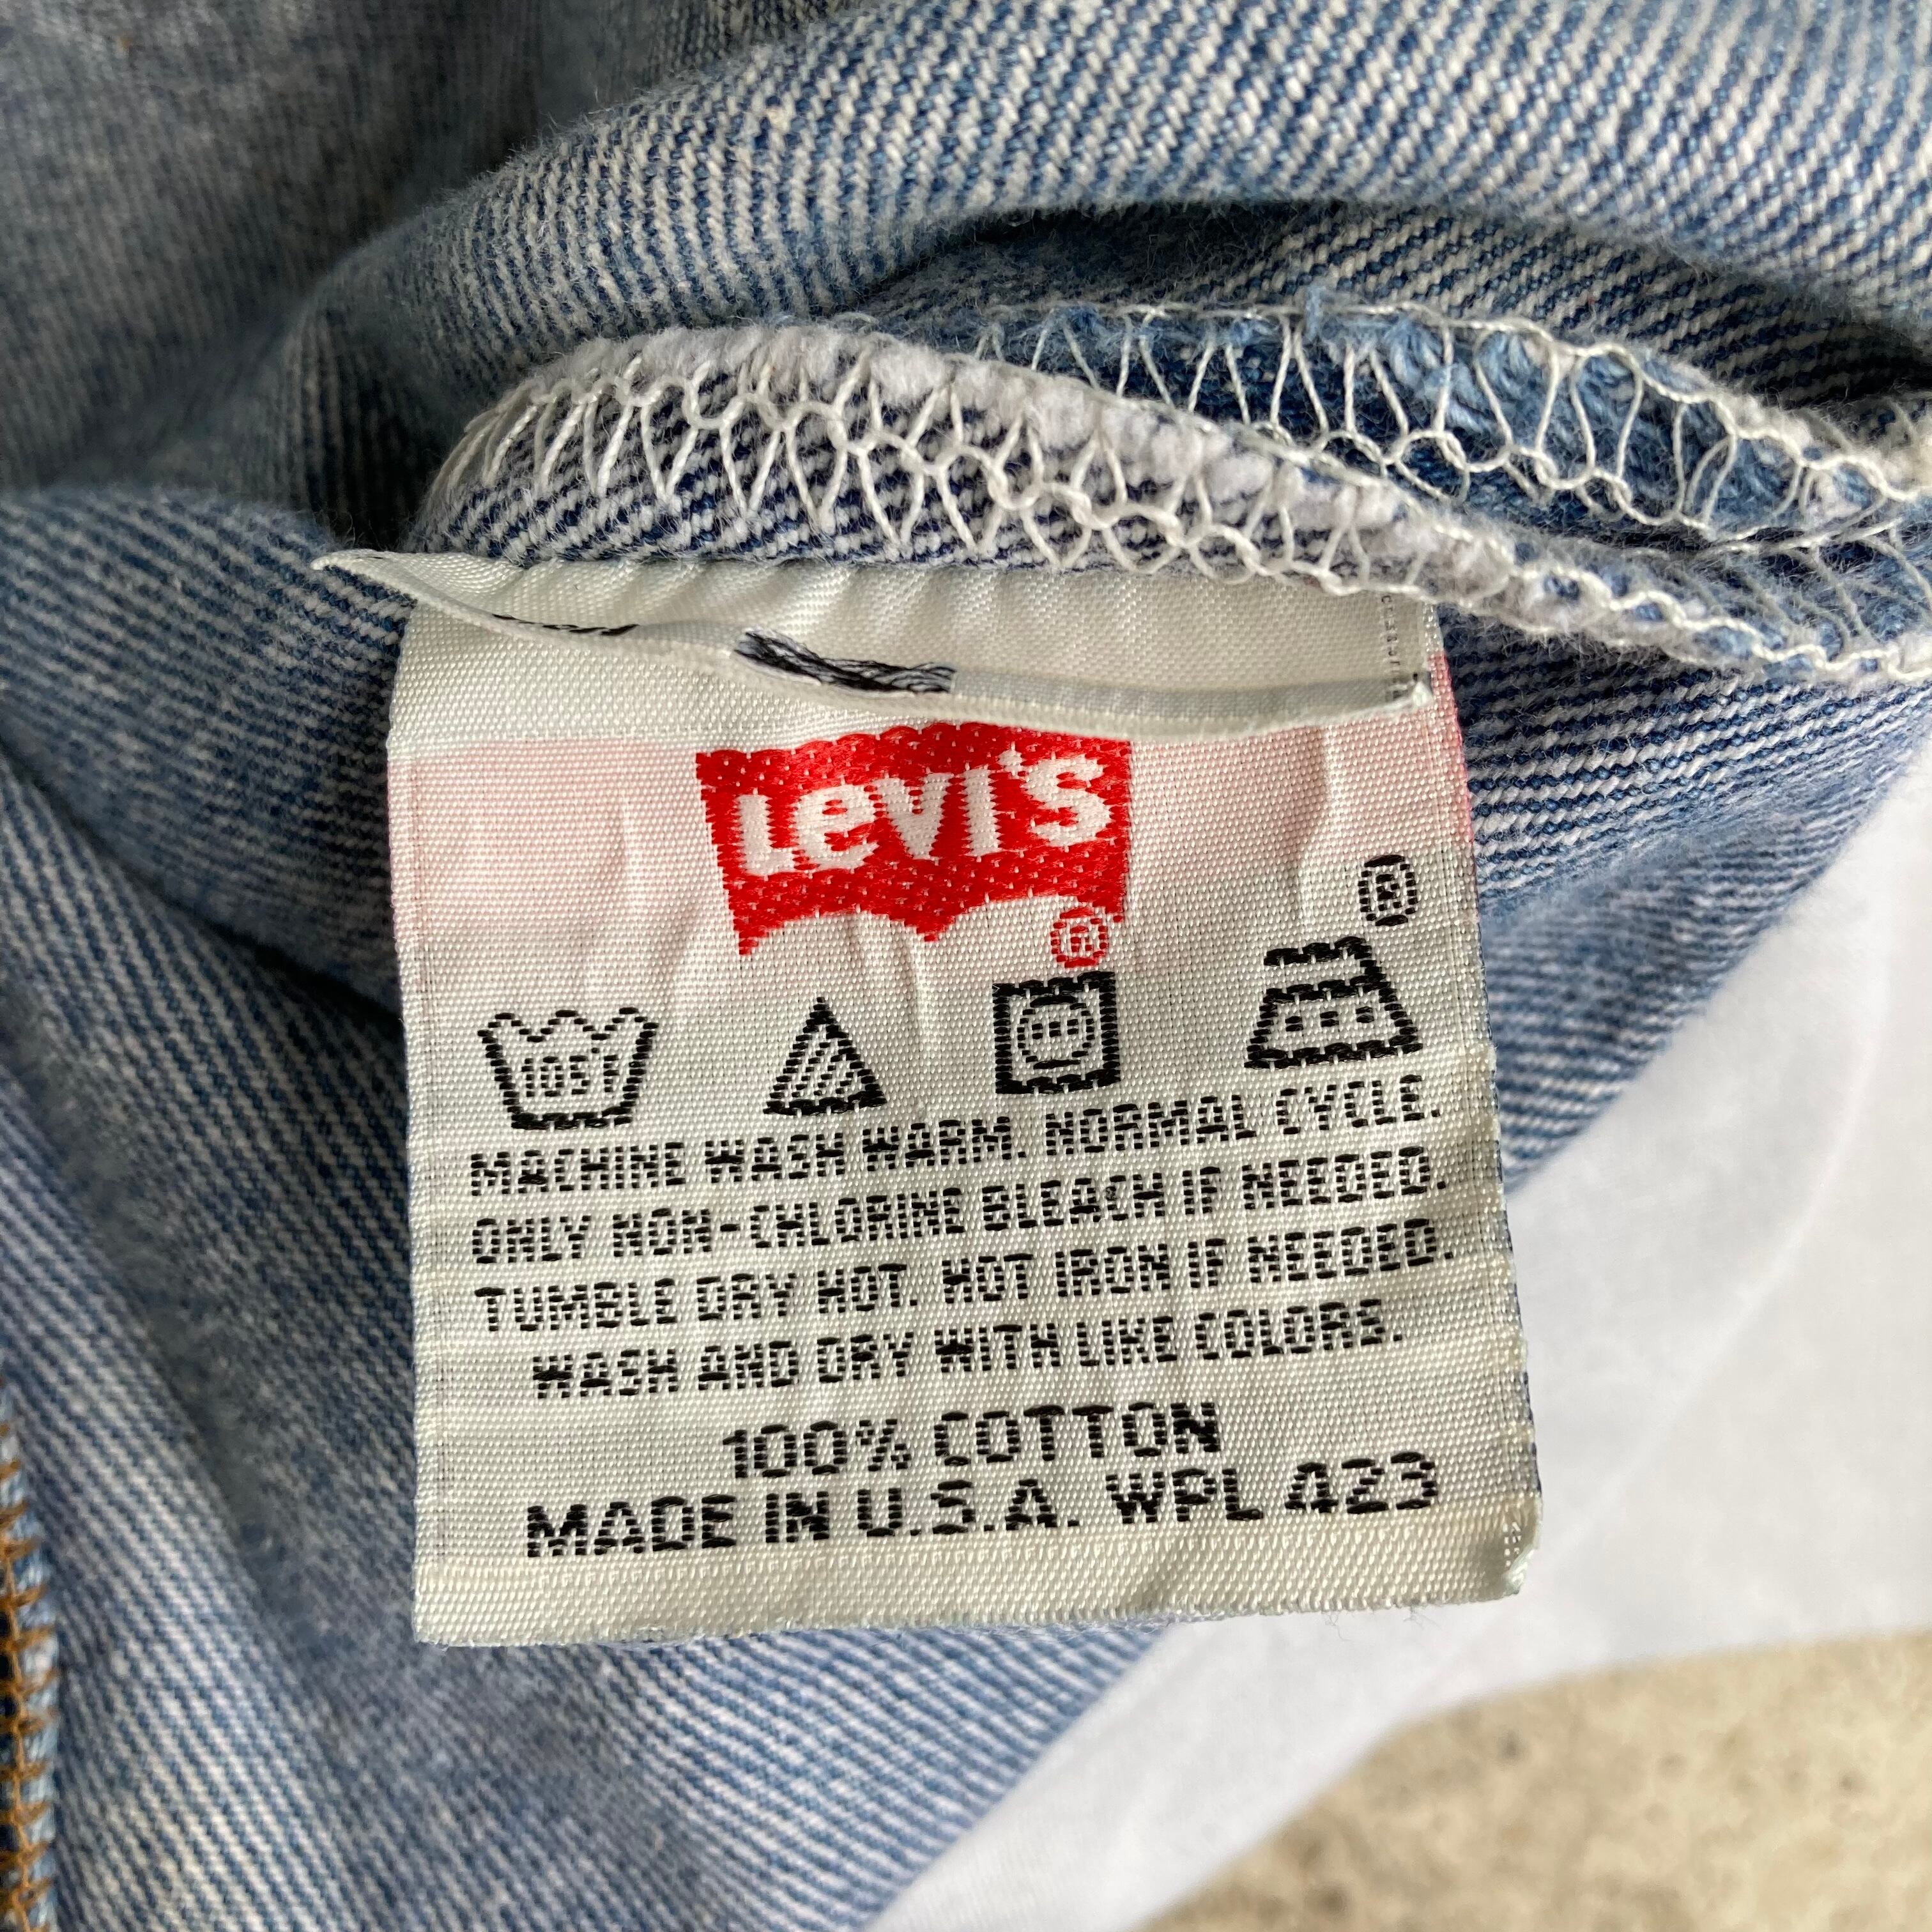 Levi's
®
®
105°F
MACHINE WASH WARM. NORMAL CYCLE.
ONLY NON-CHLORINE BLEACH IF NEEDED.
TUMBLE DRY HOT. HOT IRON IF NEEDED.
WASH AND DRY WITH LIKE COLORS.
100% COTTON
MADE IN U.S.A. WPL 423